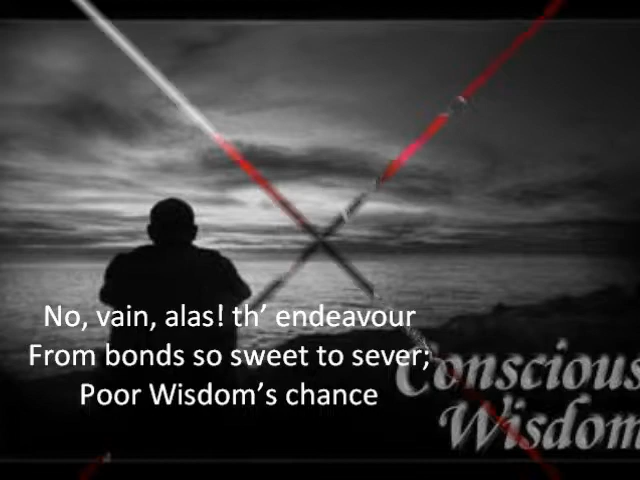 No, vain, alas! th’ endeavour
From bonds so sweet to sever;
Poor Wisdom’s chance
Conscious
Wisdom